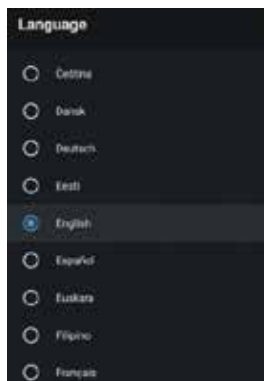 Language
Čeština
Dansk
Deutsch
Eesti
English
Español
Euskara
Filipino
Français